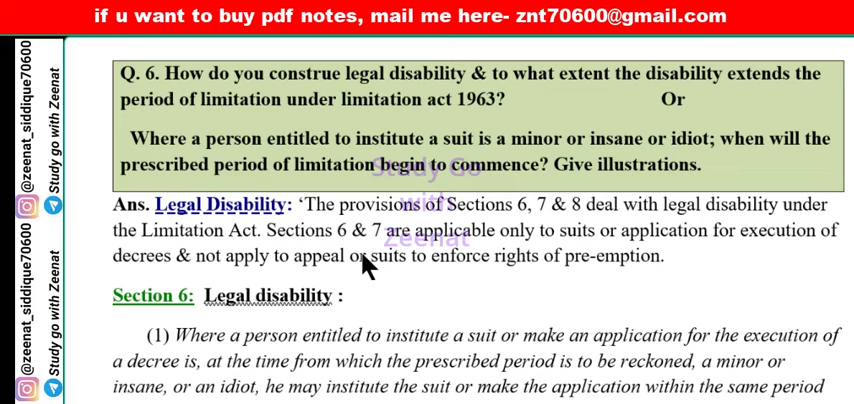 if u want to buy pdf notes, mail me here- znt70600@gmail.com
@zeenat_siddique70600
Study go with Zeenat
@zeenat_siddique70600
Study go with Zeenat
Q. 6. How do you construe legal disability & to what extent the disability extends the
period of limitation under limitation act 1963? Or
Where a person entitled to institute a suit is a minor or insane or idiot; when will the
prescribed period of limitation begin to commence? Give illustrations.
Study Go
with
Zeenat
Ans. Legal Disability: ‘The provisions of Sections 6, 7 & 8 deal with legal disability under
the Limitation Act. Sections 6 & 7 are applicable only to suits or application for execution of
decrees & not apply to appeal or suits to enforce rights of pre-emption.
Section 6: Legal disability :
(1) Where a person entitled to institute a suit or make an application for the execution of
a decree is, at the time from which the prescribed period is to be reckoned, a minor or
insane, or an idiot, he may institute the suit or make the application within the same period